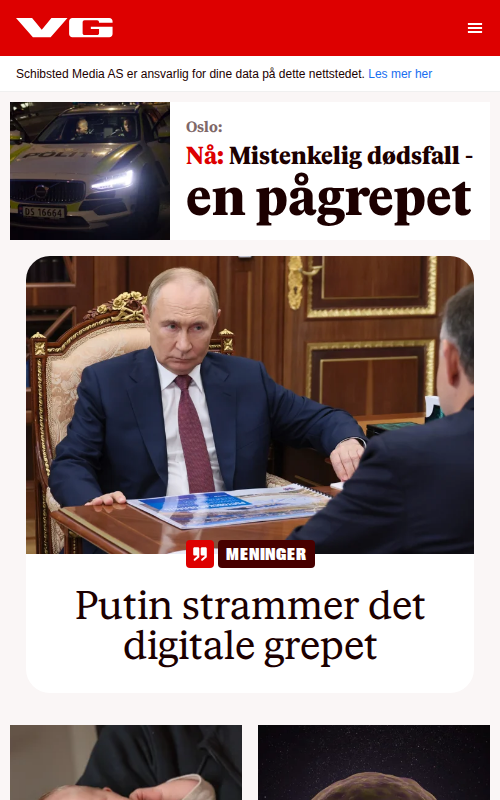 VG
Schibsted Media AS er ansvarlig for dine data på dette nettstedet. Les mer her
Oslo:
Nå: Mistenkelig dødsfall -
en pågrepet
POLITI
DS 16664
MENINGER
Putin strammer det
digitale grepet